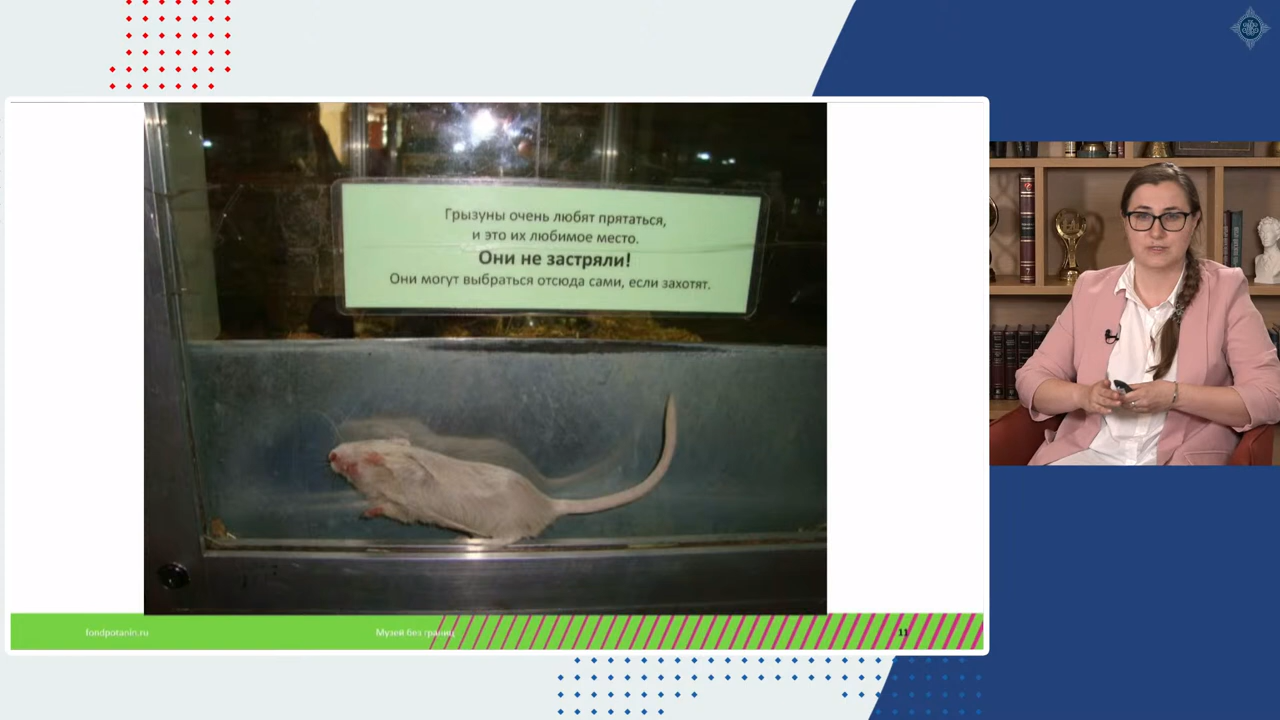 Грызуны очень любят прятаться,
и это их любимое место.
Они не застряли!
Они могут выбраться отсюда сами, если захотят.
fondpotanin.ru
Музей без границ
11